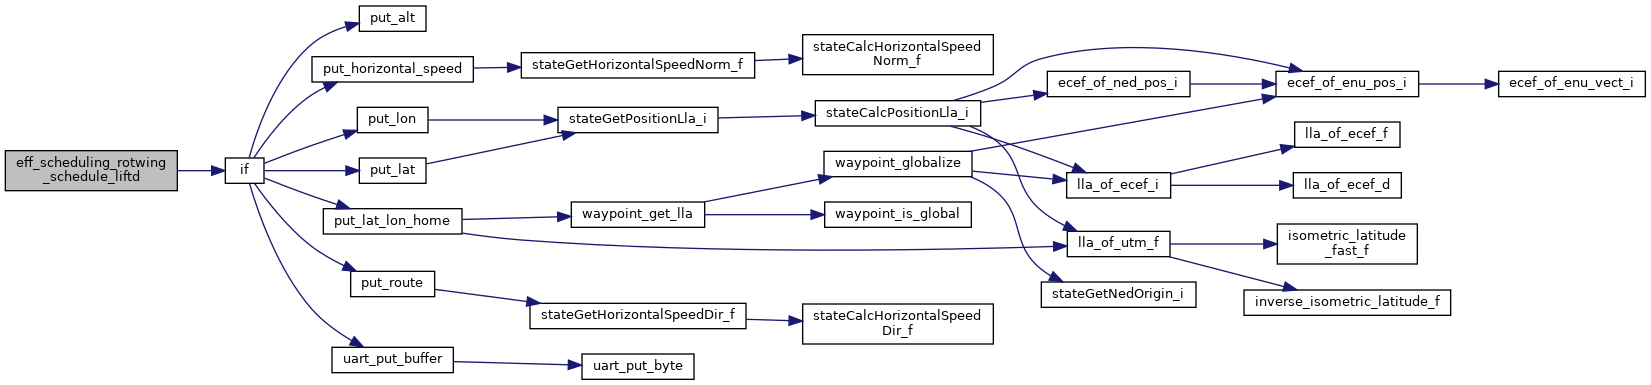 eff_scheduling_rotwing
_schedule_liftd
if
put_alt
put_horizontal_speed
put_lon
put_lat
put_lat_lon_home
put_route
uart_put_buffer
stateGetHorizontalSpeedNorm_f
stateGetPositionLla_i
waypoint_get_lla
stateGetHorizontalSpeedDir_f
uart_put_byte
stateCalcHorizontalSpeed
Norm_f
stateCalcPositionLla_i
waypoint_globalize
waypoint_is_global
stateCalcHorizontalSpeed
Dir_f
ecef_of_ned_pos_i
lla_of_ecef_i
lla_of_utm_f
stateGetNedOrigin_i
ecef_of_enu_pos_i
lla_of_ecef_f
lla_of_ecef_d
isometric_latitude
_fast_f
inverse_isometric_latitude_f
ecef_of_enu_vect_i